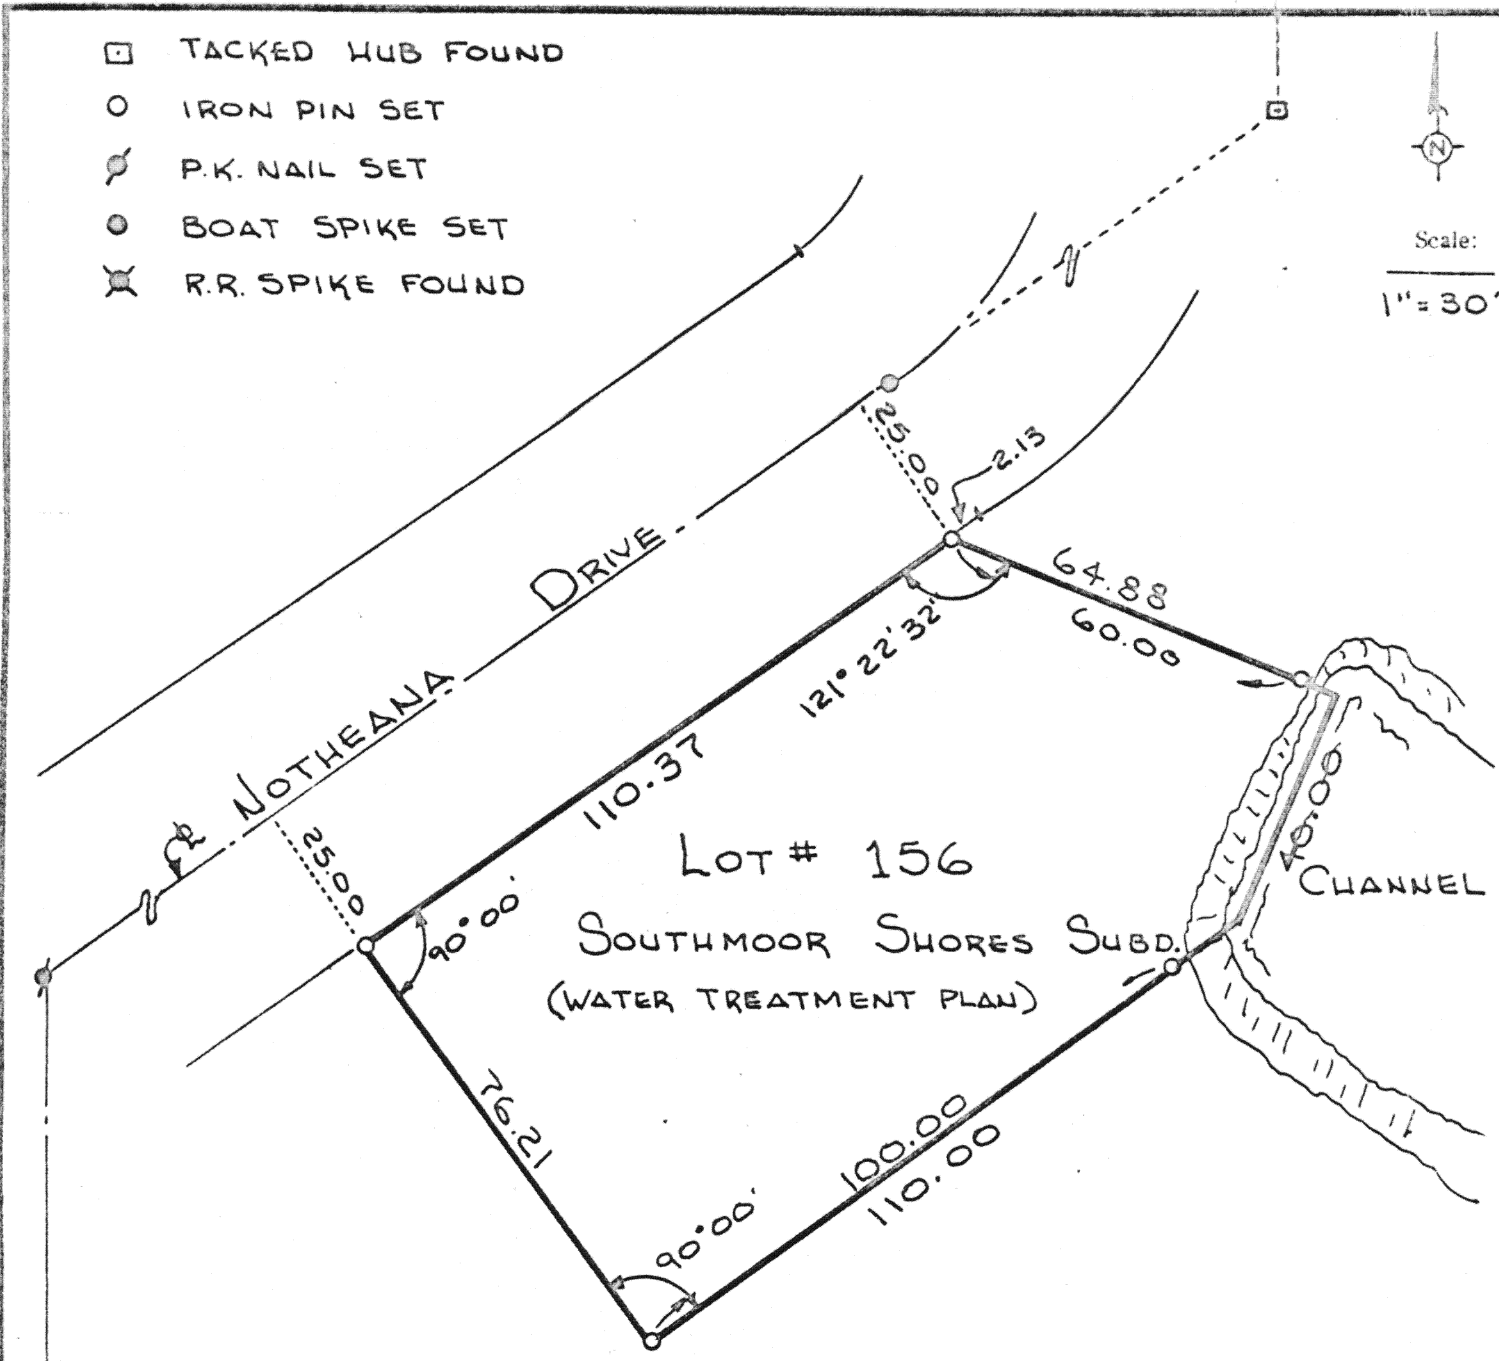 TACKED HUB FOUND
IRON PIN SET
P.K. NAIL SET
BOAT SPIKE SET
R.R. SPIKE FOUND
N
Scale:
1"=30'
25.00
2.13
NOTHEANA DRIVE
64.88
60.00
121°22'32"
110.37
25.00
90°00'
LOT # 156
SOUTHMOOR SHORES SUBD.
(WATER TREATMENT PLAN)
40.00
CHANNEL
76.21
90°00'
100.00
110.00